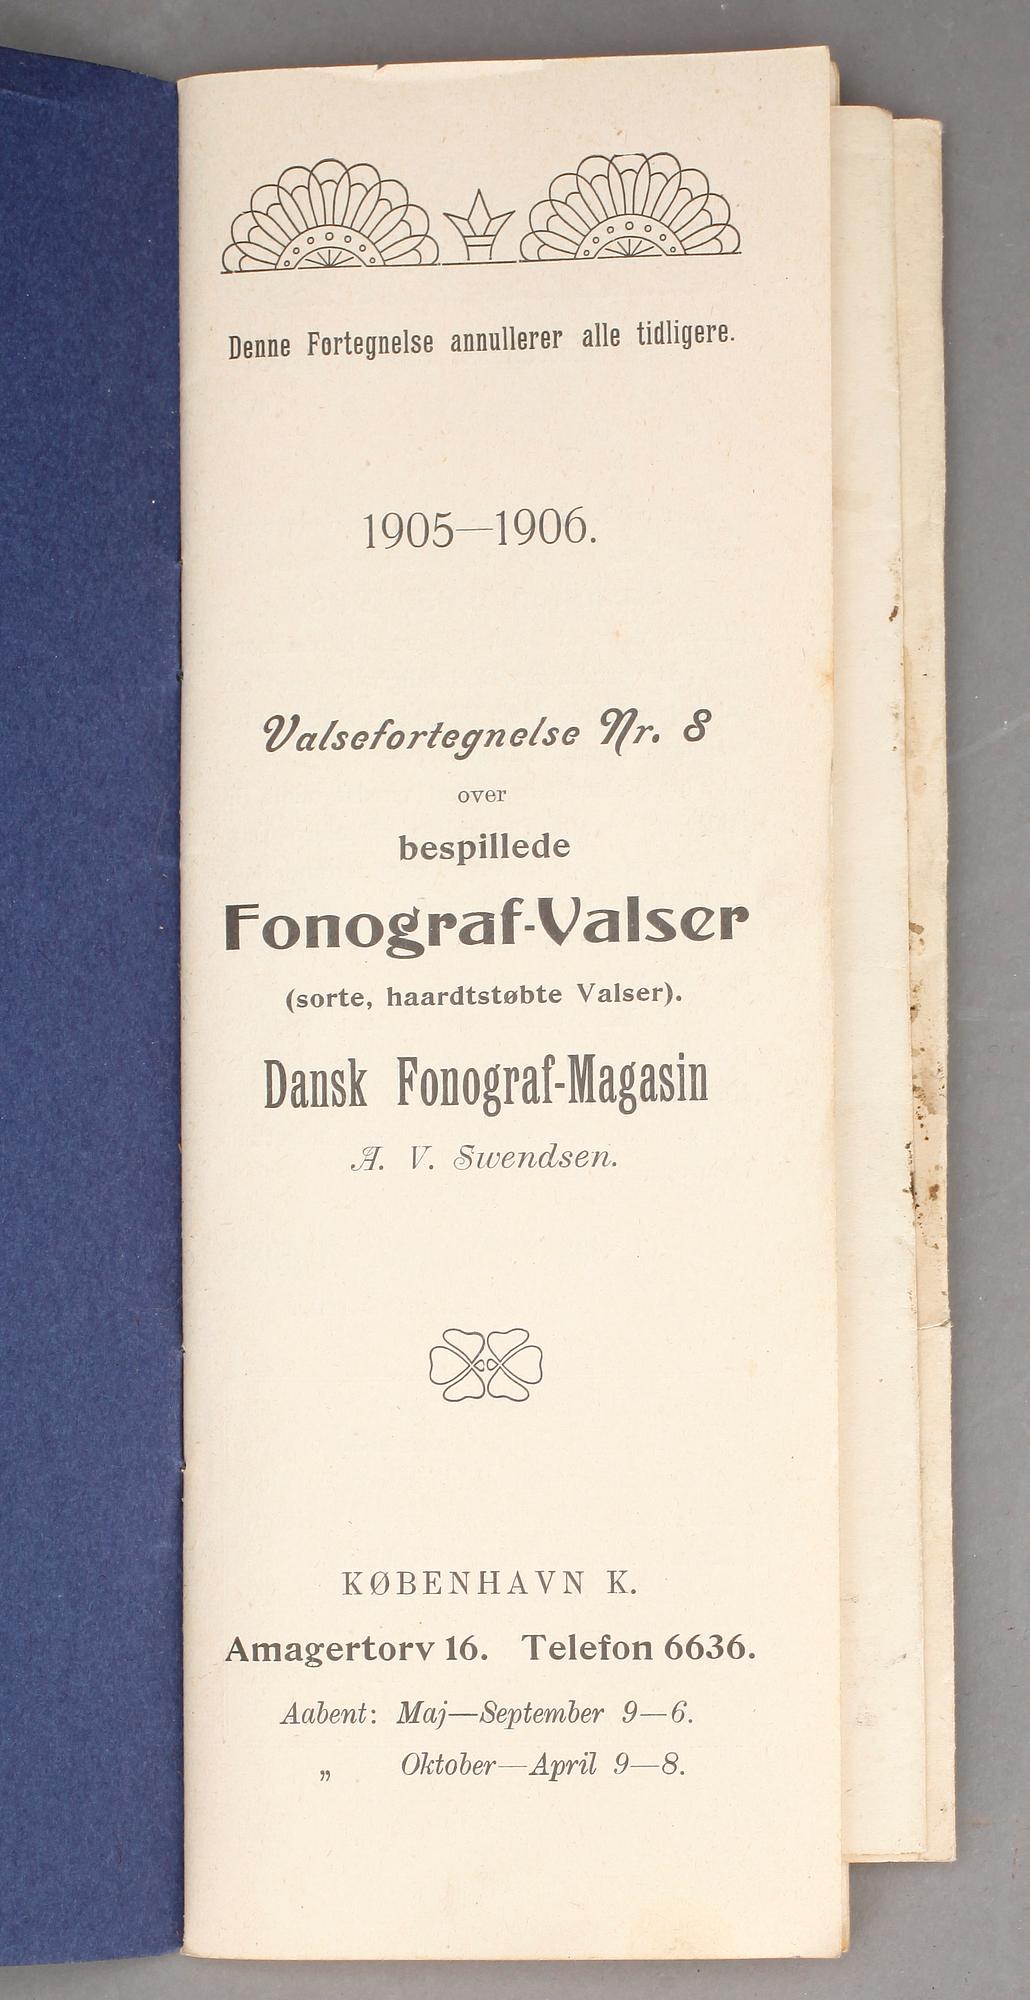 Denne Fortegnelse annullerer alle tidligere.
1905—1906.
Valsefortegnelse Nr. 8
over
bespillede
Fonograf-Valser
(sorte, haardtstøbte Valser).
Dansk Fonograf-Magasin
A. V. Swendsen.
KØBENHAVN K.
Amagertorv 16. Telefon 6636.
Aabent: Maj—September 9—6.
„ Oktober—April 9—8.